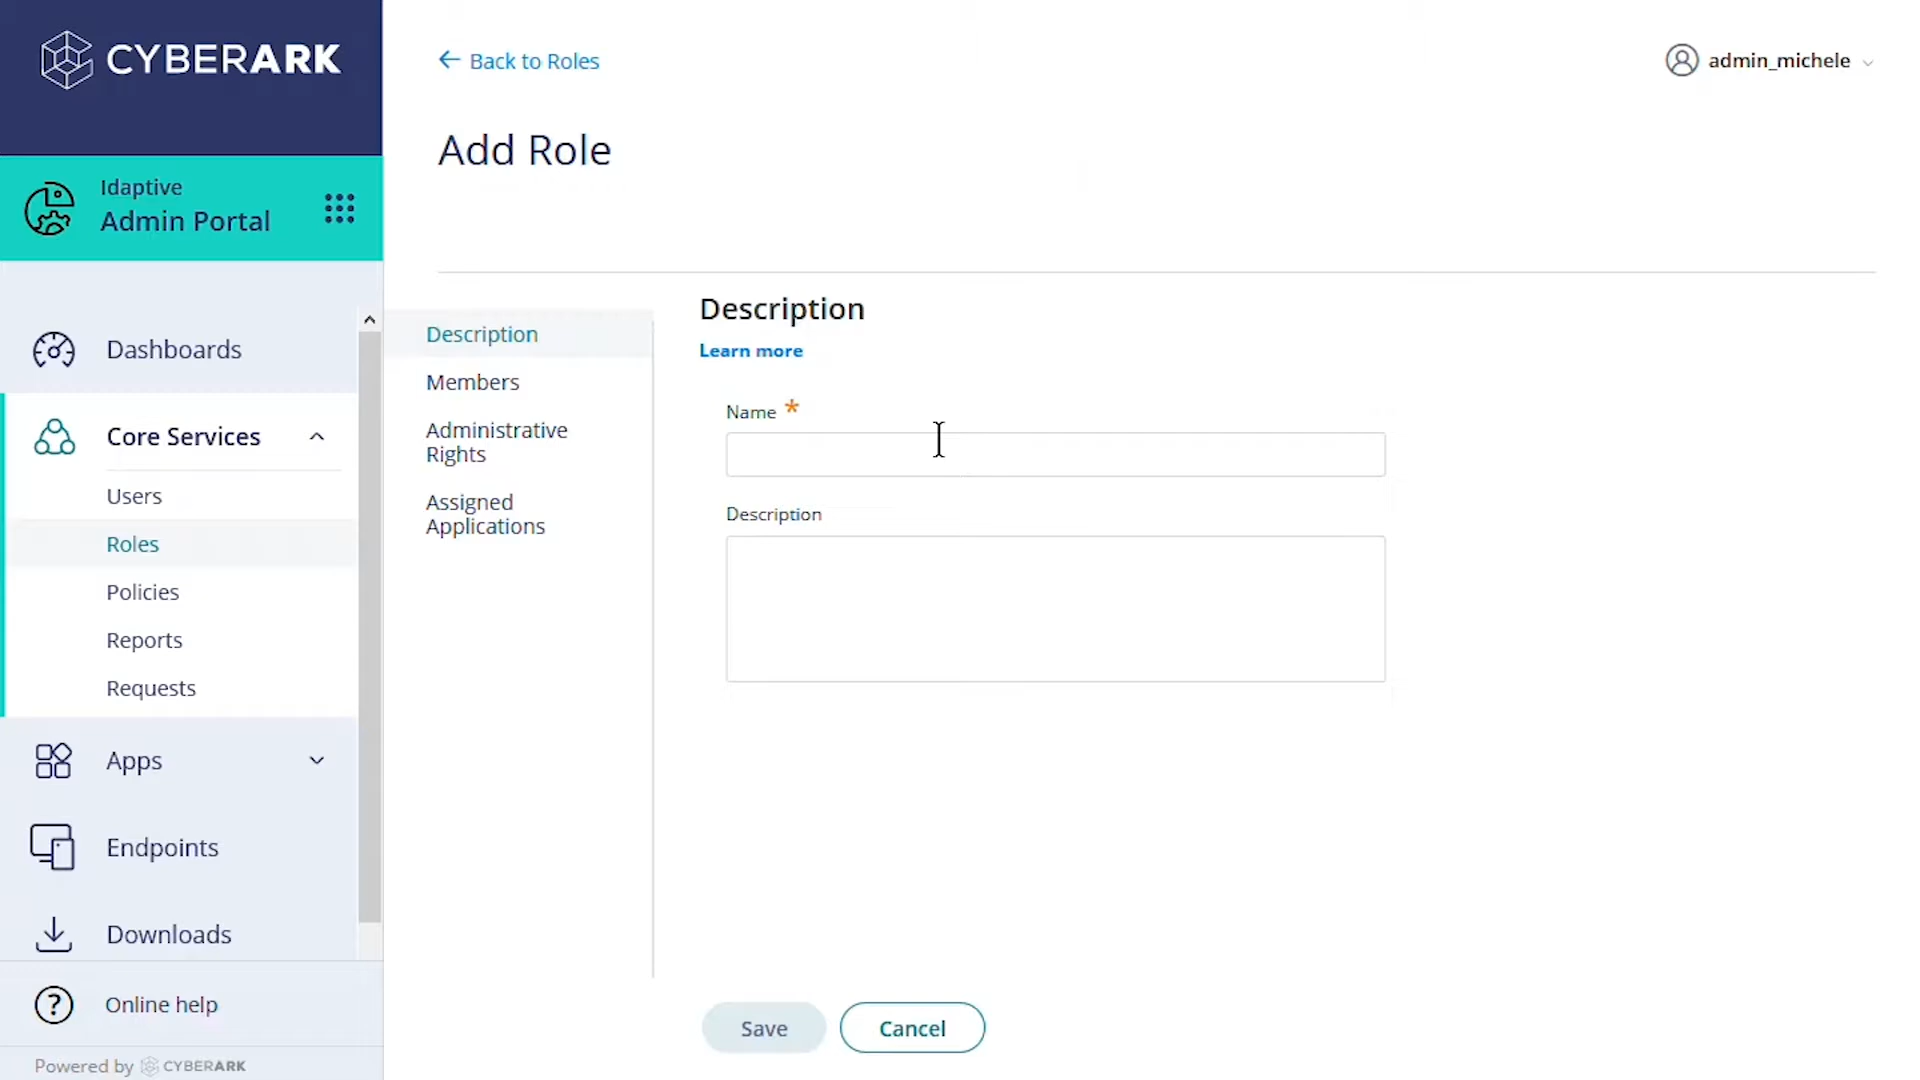 CYBERARK
Idaptive
Admin Portal
Dashboards
Core Services
Users
Roles
Policies
Reports
Requests
Apps
Endpoints
Downloads
Online help
Powered by CYBERARK
Back to Roles
admin_michele
Add Role
Description
Members
Administrative
Rights
Assigned
Applications
Description
Learn more
Name *
Description
Save
Cancel